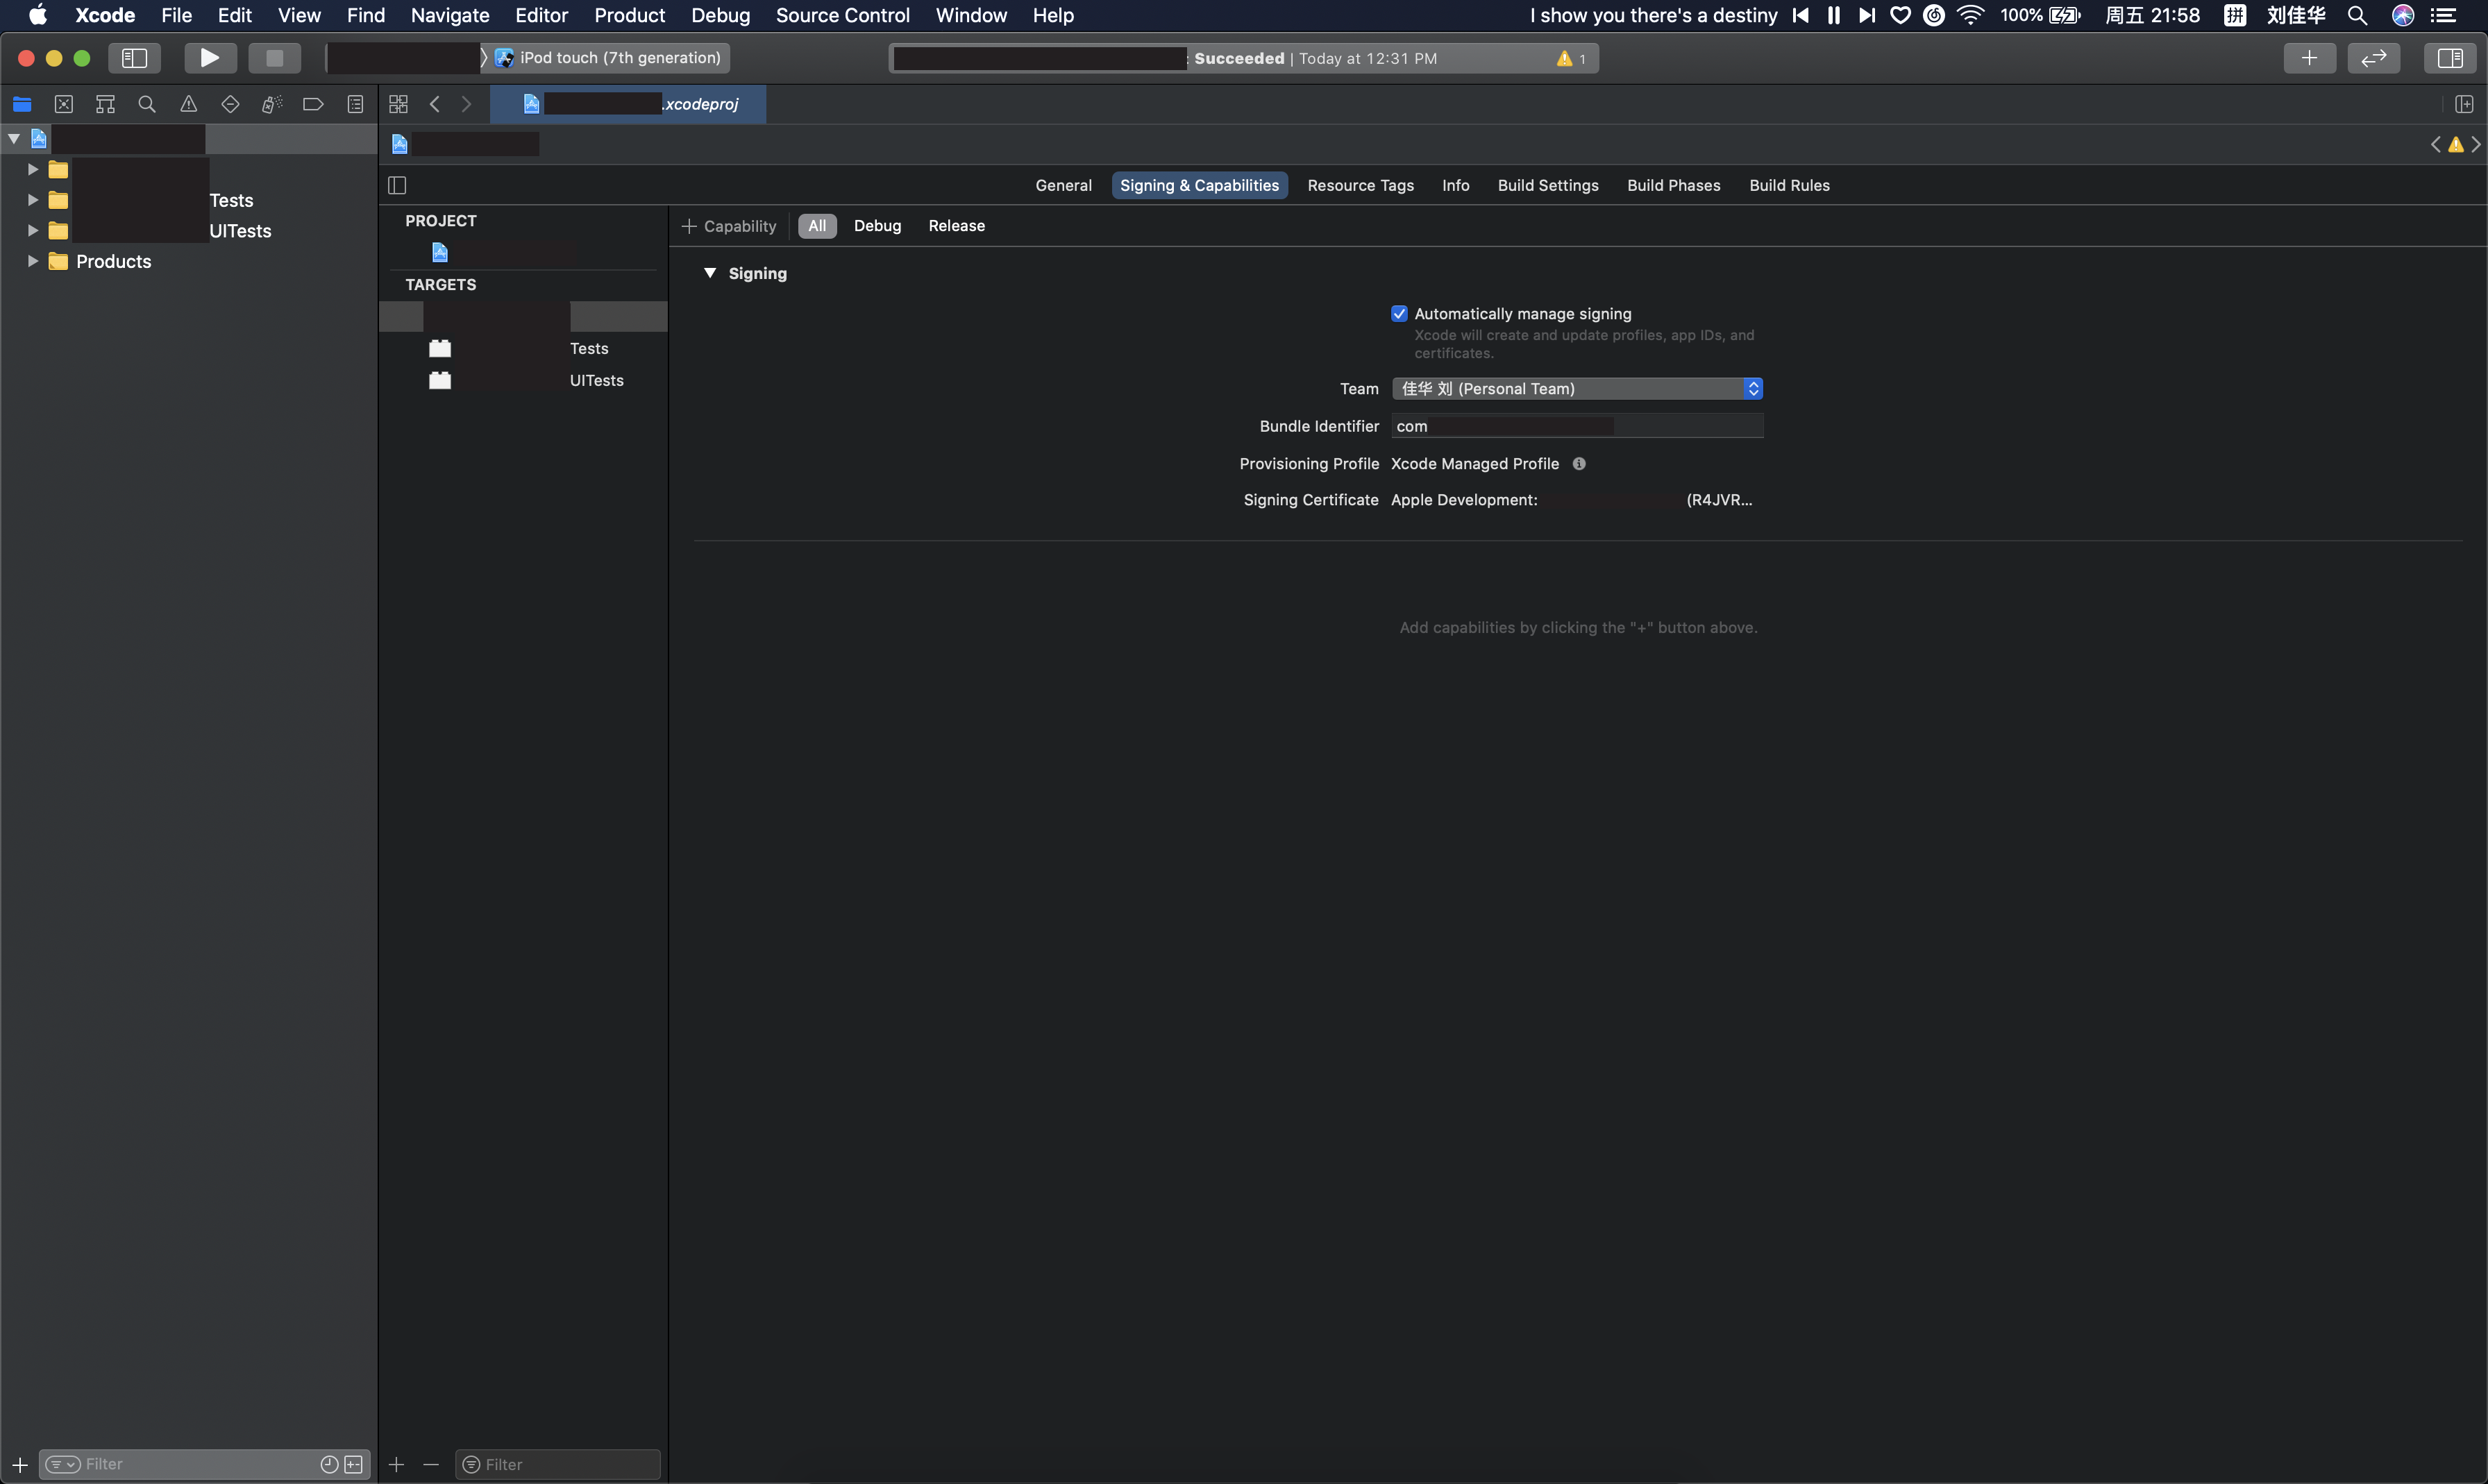 Xcode File Edit View Find Navigate Editor Product Debug Source Control Window Help I show you there's a destiny 100% 周五 21:58 拼 刘佳华
iPod touch (7th generation) : Succeeded | Today at 12:31 PM 1
.xcodeproj
Tests
UITests
Products
General Signing & Capabilities Resource Tags Info Build Settings Build Phases Build Rules
PROJECT
TARGETS
Tests
UITests
+ Capability All Debug Release
Signing
Automatically manage signing
Xcode will create and update profiles, app IDs, and
certificates.
Team 佳华 刘 (Personal Team)
Bundle Identifier com
Provisioning Profile Xcode Managed Profile
Signing Certificate Apple Development: (R4JVR...
Add capabilities by clicking the "+" button above.
Filter
Filter